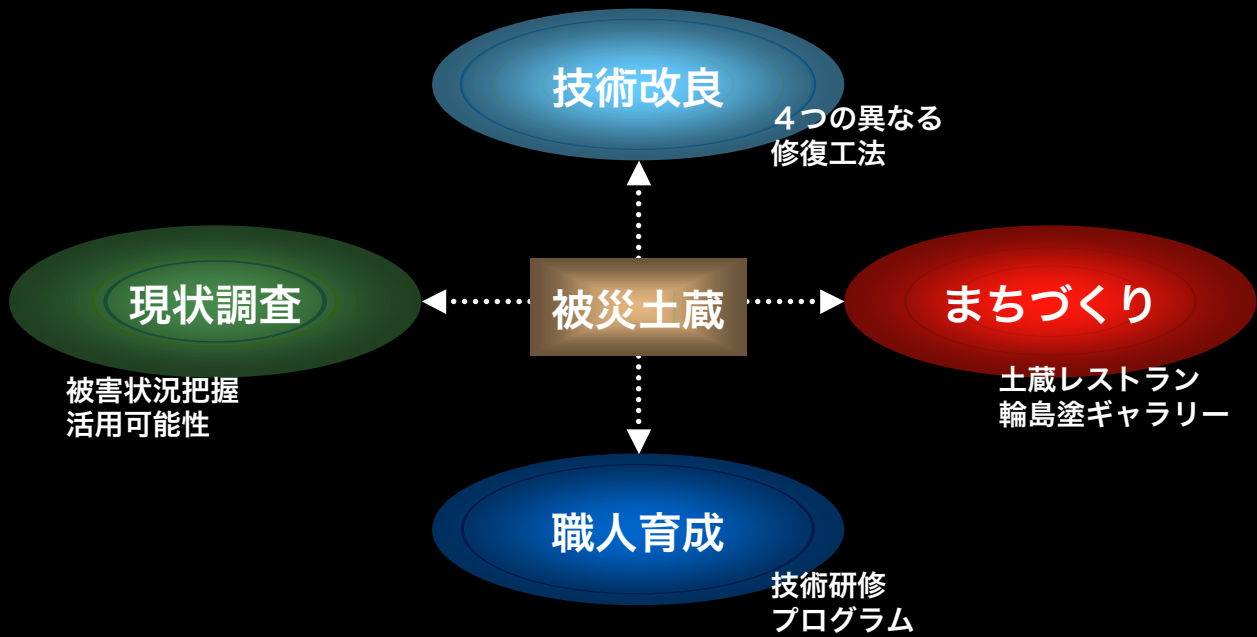 技術改良
４つの異なる
修復工法
現状調査
被災土蔵
まちづくり
被害状況把握
活用可能性
土蔵レストラン
輪島塗ギャラリー
職人育成
技術研修
プログラム